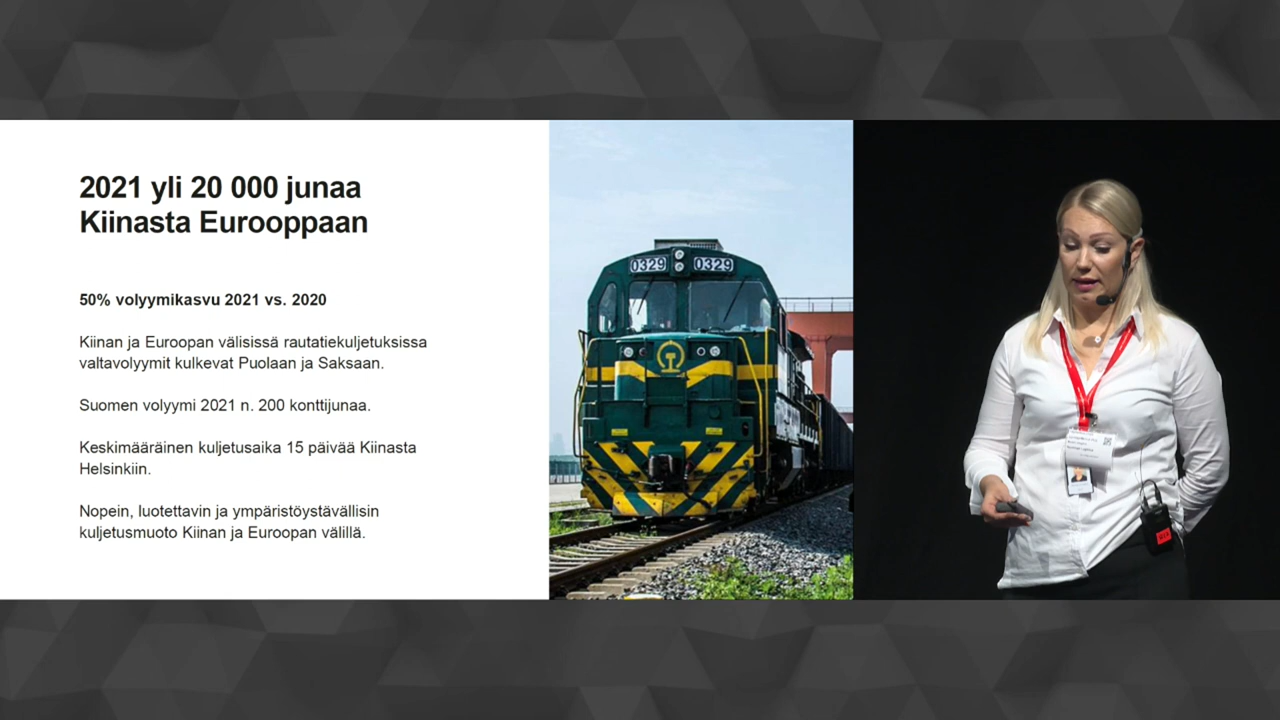 2021 yli 20 000 junaa
Kiinasta Eurooppaan
50% volyymikasvu 2021 vs. 2020
Kiinan ja Euroopan välisissä rautatiekuljetuksissa
valtavolyymit kulkevat Puolaan ja Saksaan.
Suomen volyymi 2021 n. 200 konttijunaa.
Keskimääräinen kuljetusaika 15 päivää Kiinasta
Helsinkiin.
Nopein, luotettavin ja ympäristöystävällisin
kuljetusmuoto Kiinan ja Euroopan välillä.
0329 0329